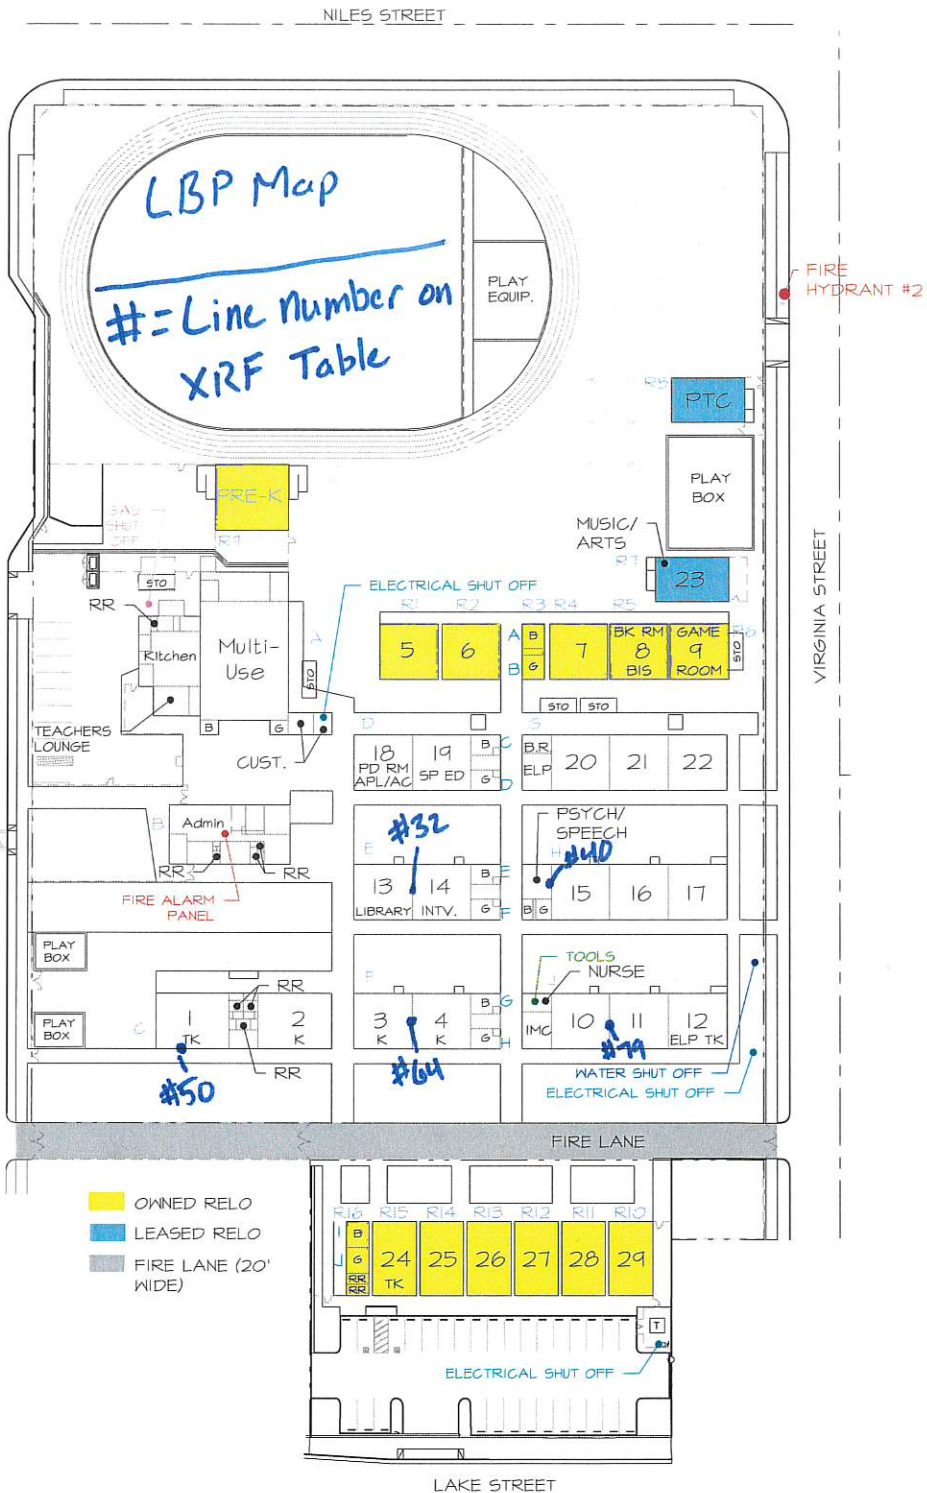 NILES STREET
LBP Map
#=Line Number on
XRF Table
PLAY
EQUIP.
FIRE
HYDRANT #2
R8
PTC
PLAY
BOX
PRE-K
GAS
SHUT
OFF
R9
MUSIC/
ARTS
R7
23
VIRGINIA STREET
STO
RR
ELECTRICAL SHUT OFF
Kitchen
Multi-
Use
A
STO
R1
R2
R3
R4
R5
R6
5
6
A
B
B
G
7
BK RM
8
BIS
GAME
9
ROOM
STO
STO
STO
TEACHERS
LOUNGE
B
G
CUST.
D
G
18
PD RM
APL/AC
19
SP ED
B
C
G
D
B.R.
ELP
20
21
22
B
Admin
RR
RR
FIRE ALARM
PANEL
#32
E
PSYCH/
SPEECH
H
#40
13
LIBRARY
14
INTV.
B
E
G
F
B
G
15
16
17
PLAY
BOX
F
TOOLS
NURSE
J
RR
PLAY
BOX
C
1
TK
2
K
3
K
4
K
B
G
G
H
IMC
10
11
12
ELP TK
RR
#50
#64
#79
WATER SHUT OFF
ELECTRICAL SHUT OFF
FIRE LANE
OWNED RELO
LEASED RELO
FIRE LANE (20'
WIDE)
R16
R15
R14
R13
R12
R11
R10
I
J
B
G
RR
RR
24
TK
25
26
27
28
29
T
ELECTRICAL SHUT OFF
LAKE STREET